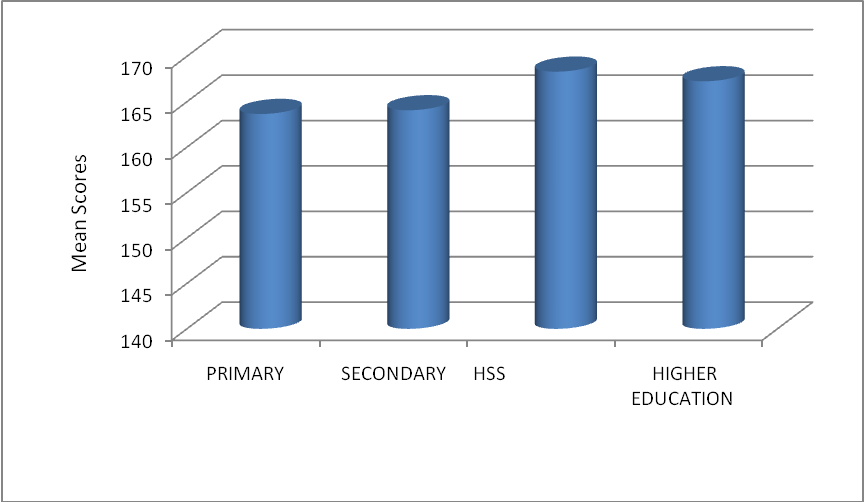 Mean Scores
170
165
160
155
150
145
140
PRIMARY
SECONDARY
HSS
HIGHER
EDUCATION